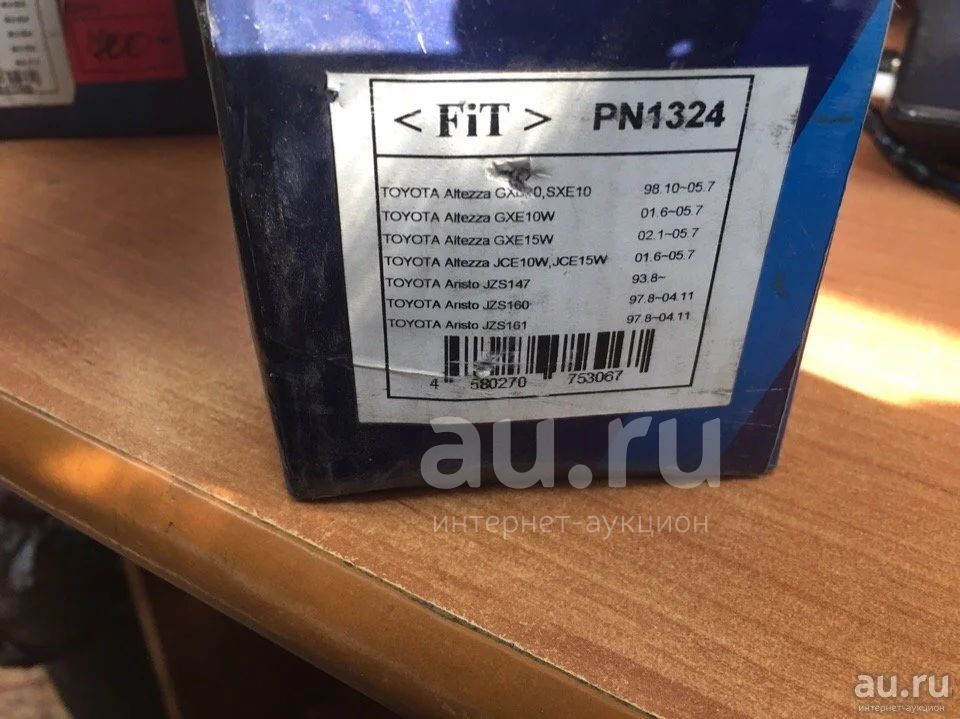 < FiT > PN1324
TOYOTA Altezza GXE10,SXE10 98.10~05.7
TOYOTA Altezza GXE10W 01.6~05.7
TOYOTA Altezza GXE15W 02.1~05.7
TOYOTA Altezza JCE10W,JCE15W 01.6~05.7
TOYOTA Aristo JZS147 93.8~
TOYOTA Aristo JZS160 97.8~04.11
TOYOTA Aristo JZS161 97.8~04.11
4 580270 753067
au.ru
интернет-аукцион
au.ru
интернет-аукцион